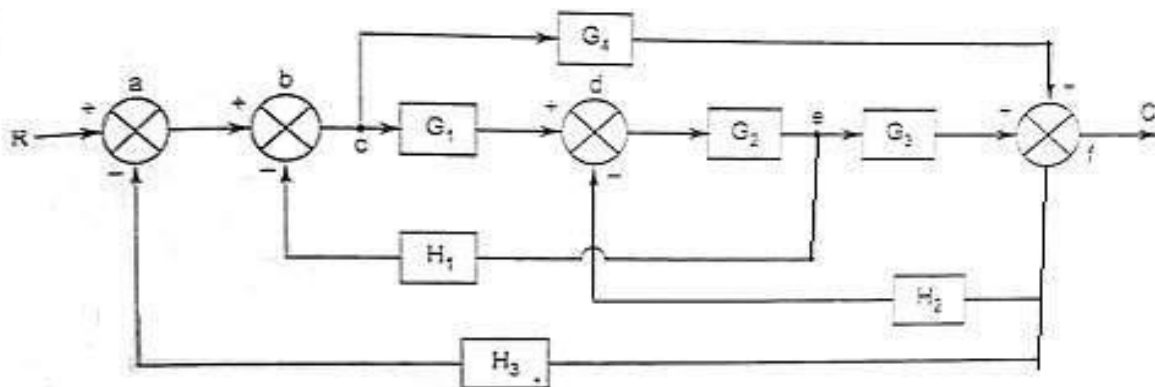 G₄
a
b
d
+ + + e - -
R G₁ G₂ G₃ C
c f
- - -
H₁
H₂
H₃